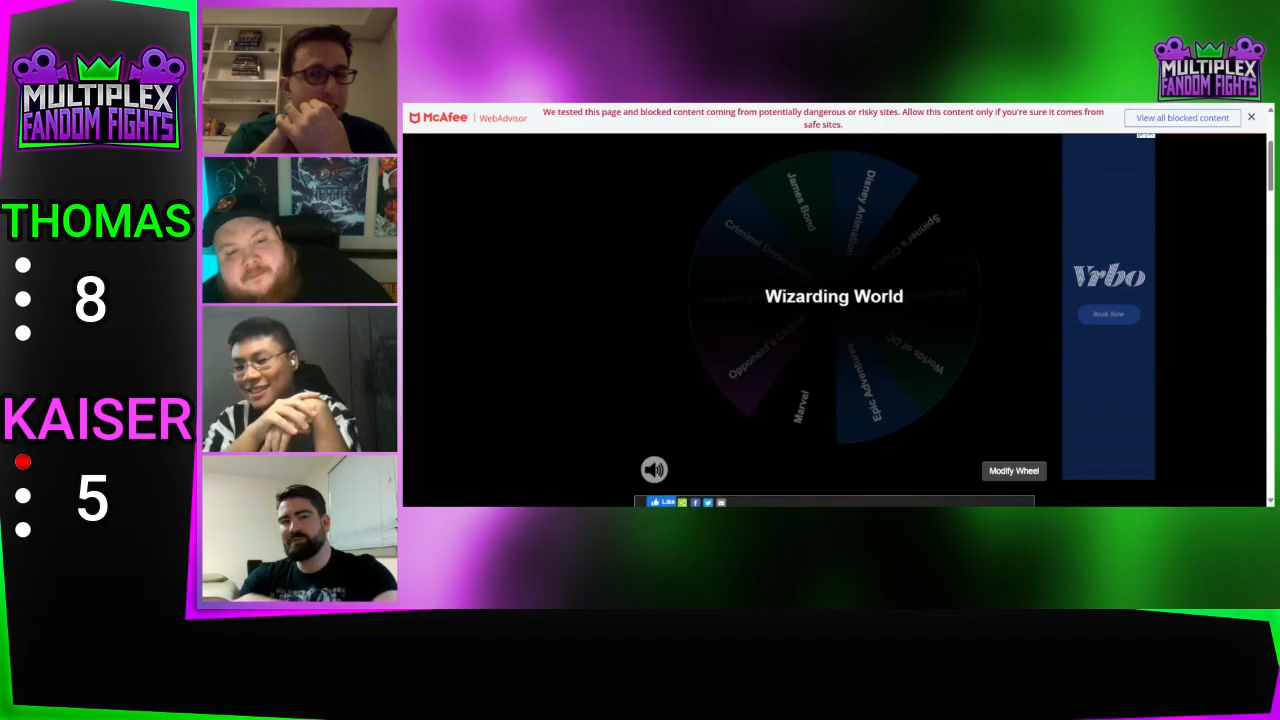 MULTIPLEX
FANDOM FIGHTS
THOMAS
8
KAISER
5
MULTIPLEX
FANDOM FIGHTS
McAfee | WebAdvisor
We tested this page and blocked content coming from potentially dangerous or risky sites. Allow this content only if you're sure it comes from
safe sites.
View all blocked content
James Bond
Disney Animation
Spinner's Choice
Criminal
Wizarding World
Opponent's Choice
Marvel
Epic Adventures
Worlds of DC
Vrbo
Book Now
Modify Wheel
Like